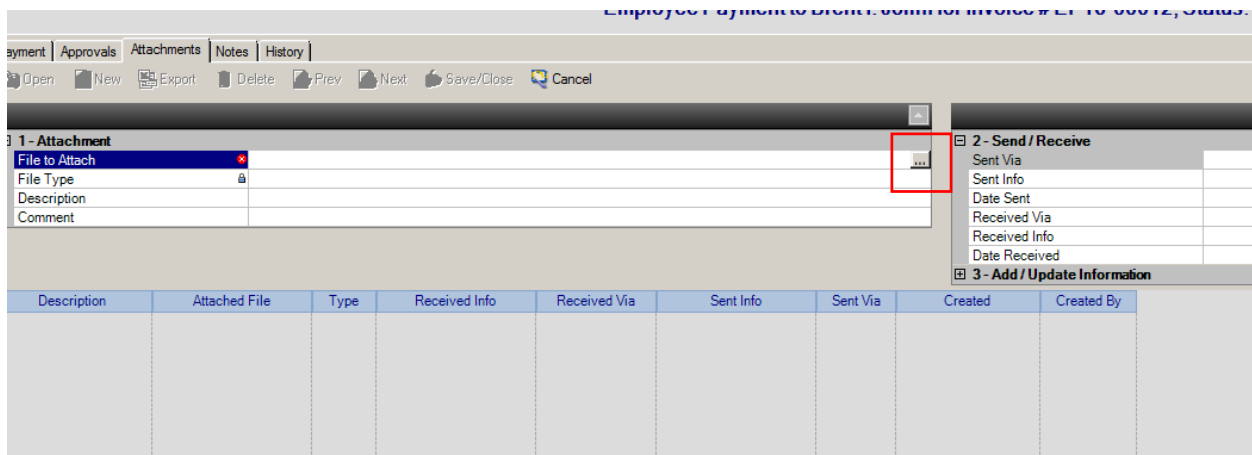 ayment Approvals Attachments Notes History
Open New Export Delete Prev Next Save/Close Cancel
1 - Attachment
File to Attach ...
File Type
Description
Comment
2 - Send / Receive
Sent Via
Sent Info
Date Sent
Received Via
Received Info
Date Received
3 - Add / Update Information
Description Attached File Type Received Info Received Via Sent Info Sent Via Created Created By